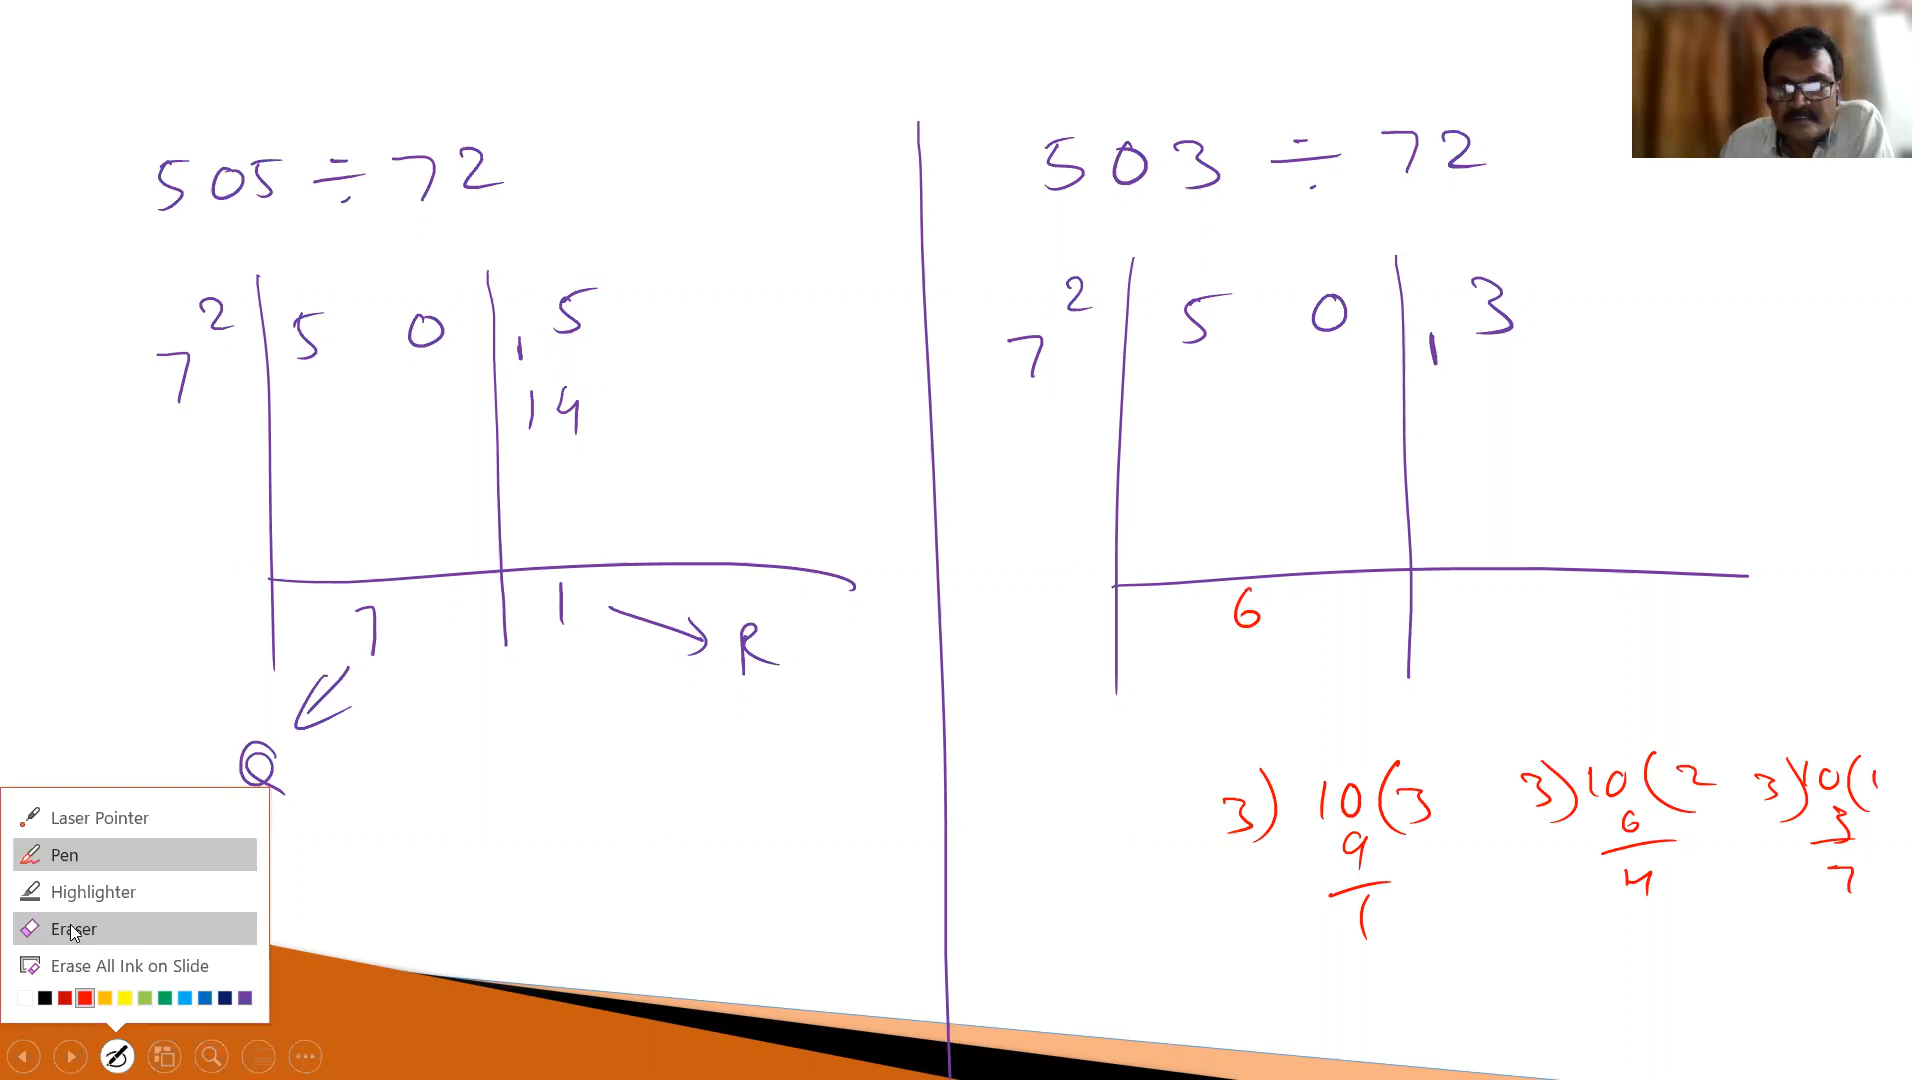 505 ÷ 72
7 2 5 0 , 5
14
7 1 → R
Q
503 ÷ 72
7 2 5 0 , 3
6
3) 10 (3
9
1
3) 10 (2
6
4
3) 10 (1
3
7
Laser Pointer
Pen
Highlighter
Eraser
Erase All Ink on Slide